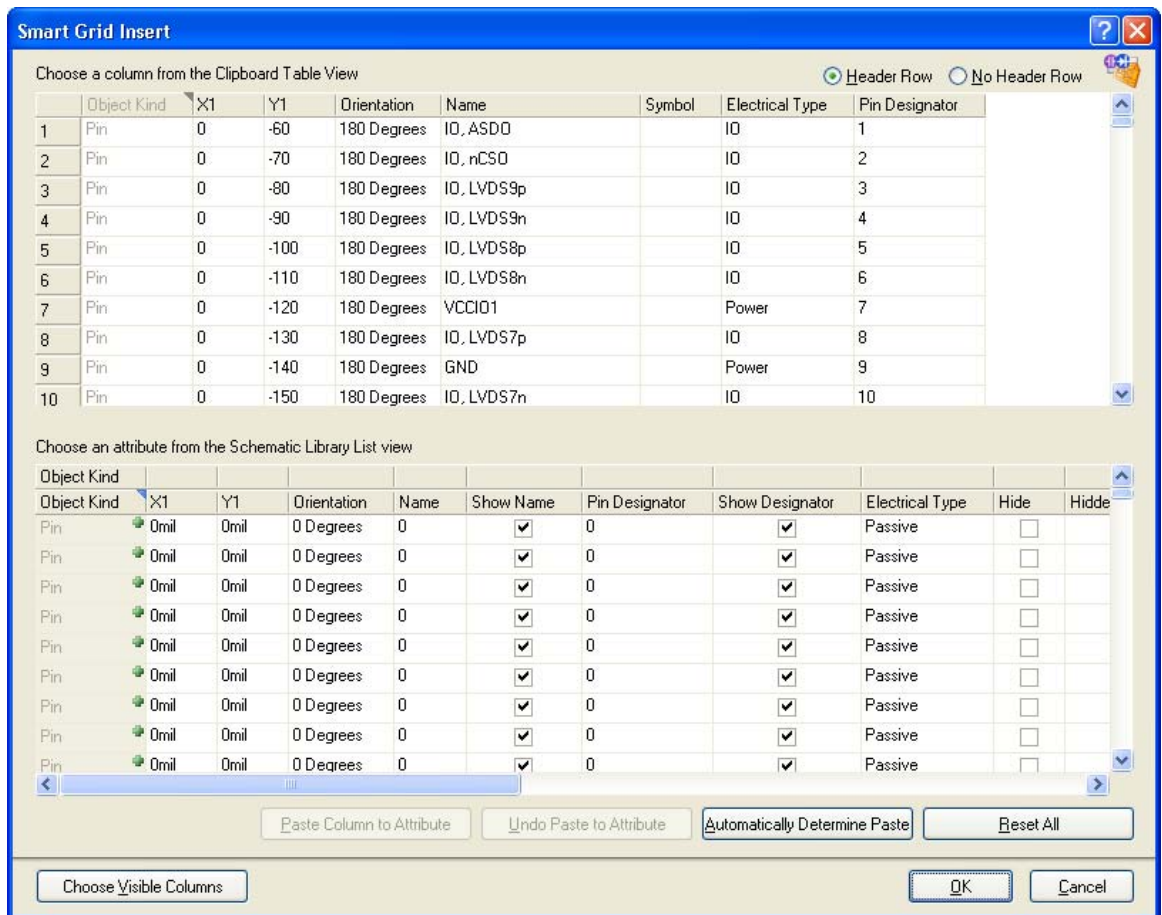 Smart Grid Insert
Choose a column from the Clipboard Table View Header Row No Header Row
Object Kind X1 Y1 Orientation Name Symbol Electrical Type Pin Designator
1 Pin 0 -60 180 Degrees IO, ASDO IO 1
2 Pin 0 -70 180 Degrees IO, nCSO IO 2
3 Pin 0 -80 180 Degrees IO, LVDS9p IO 3
4 Pin 0 -90 180 Degrees IO, LVDS9n IO 4
5 Pin 0 -100 180 Degrees IO, LVDS8p IO 5
6 Pin 0 -110 180 Degrees IO, LVDS8n IO 6
7 Pin 0 -120 180 Degrees VCCIO1 Power 7
8 Pin 0 -130 180 Degrees IO, LVDS7p IO 8
9 Pin 0 -140 180 Degrees GND Power 9
10 Pin 0 -150 180 Degrees IO, LVDS7n IO 10
Choose an attribute from the Schematic Library List view
Object Kind
Object Kind X1 Y1 Orientation Name Show Name Pin Designator Show Designator Electrical Type Hide Hidde
Pin 0mil 0mil 0 Degrees 0 0 Passive
Pin 0mil 0mil 0 Degrees 0 0 Passive
Pin 0mil 0mil 0 Degrees 0 0 Passive
Pin 0mil 0mil 0 Degrees 0 0 Passive
Pin 0mil 0mil 0 Degrees 0 0 Passive
Pin 0mil 0mil 0 Degrees 0 0 Passive
Pin 0mil 0mil 0 Degrees 0 0 Passive
Pin 0mil 0mil 0 Degrees 0 0 Passive
Pin 0mil 0mil 0 Degrees 0 0 Passive
Paste Column to Attribute Undo Paste to Attribute Automatically Determine Paste Reset All
Choose Visible Columns OK Cancel